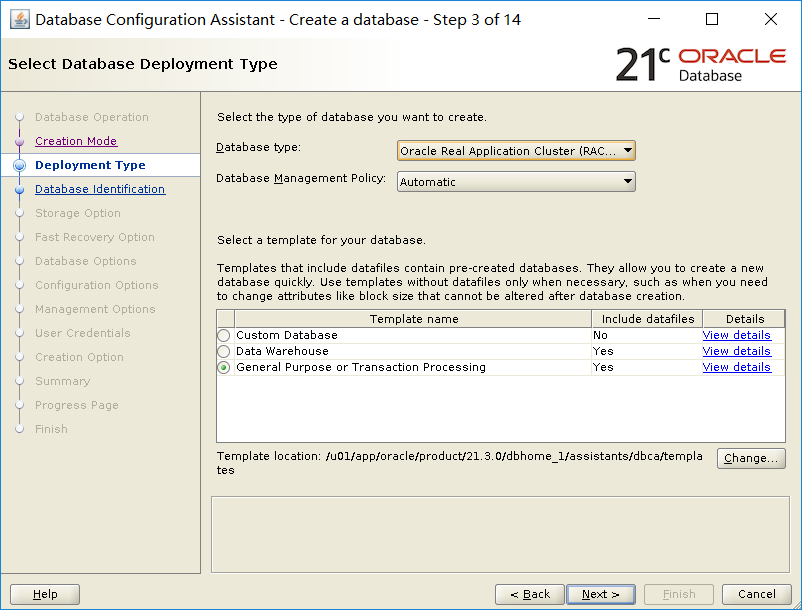 Database Configuration Assistant - Create a database - Step 3 of 14
Select Database Deployment Type
21c ORACLE
Database
Database Operation
Creation Mode
Deployment Type
Database Identification
Storage Option
Fast Recovery Option
Database Options
Configuration Options
Management Options
User Credentials
Creation Option
Summary
Progress Page
Finish
Select the type of database you want to create.
Database type: Oracle Real Application Cluster (RAC...
Database Management Policy: Automatic
Select a template for your database.
Templates that include datafiles contain pre-created databases. They allow you to create a new
database quickly. Use templates without datafiles only when necessary, such as when you need
to change attributes like block size that cannot be altered after database creation.
Template name Include datafiles Details
Custom Database No View details
Data Warehouse Yes View details
General Purpose or Transaction Processing Yes View details
Template location: /u01/app/oracle/product/21.3.0/dbhome_1/assistants/dbca/templa
tes
Change...
Help < Back Next > Finish Cancel